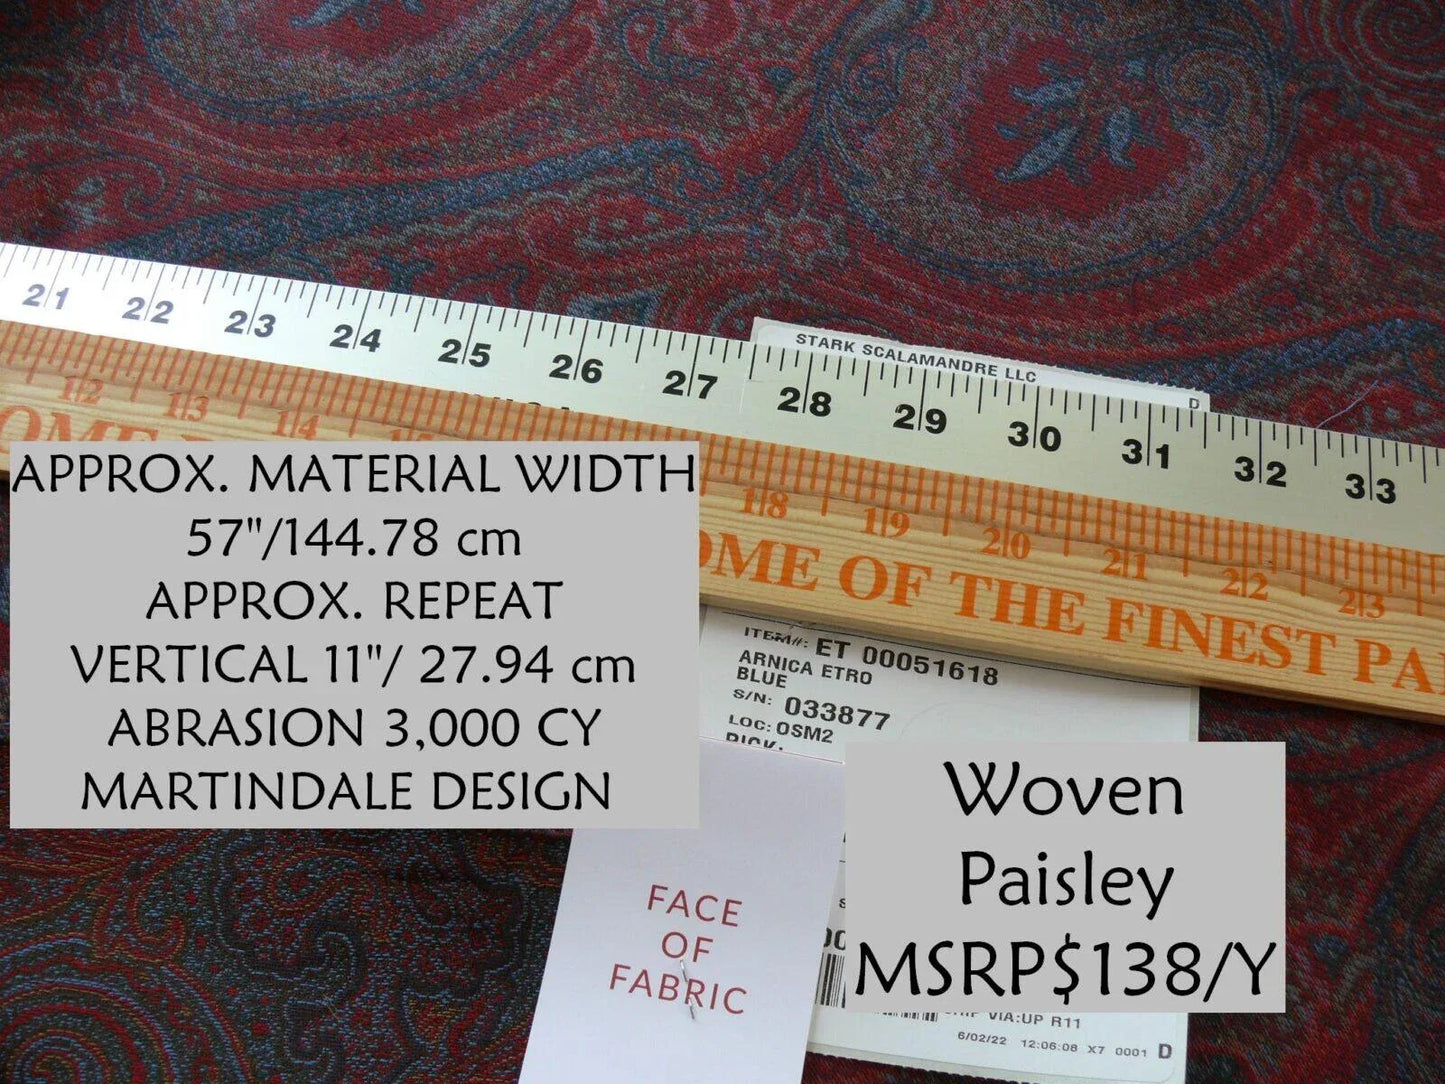 STARK SCALAMANDRE LLC
D
21 22 23 24 25 26 27 28 29 30 31 32 33
12 13 14 18 19 20 21 22 23
OME OF THE FINEST PA
APPROX. MATERIAL WIDTH
57"/144.78 cm
APPROX. REPEAT
VERTICAL 11"/ 27.94 cm
ABRASION 3,000 CY
MARTINDALE DESIGN
ITEM#: ET 00051618
ARNICA ETRO
BLUE
S/N: 033877
LOC: OSM2
PICK:
Woven
Paisley
MSRP$138/Y
FACE
OF
FABRIC
SHIP VIA:UP R11
6/02/22 12:06:08 X7 0001 D